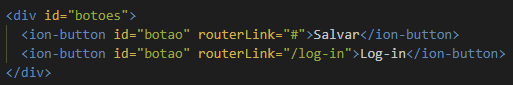 <div id="botoes">
<ion-button id="botao" routerLink="#">Salvar</ion-button>
<ion-button id="botao" routerLink="/log-in">Log-in</ion-button>
</div>